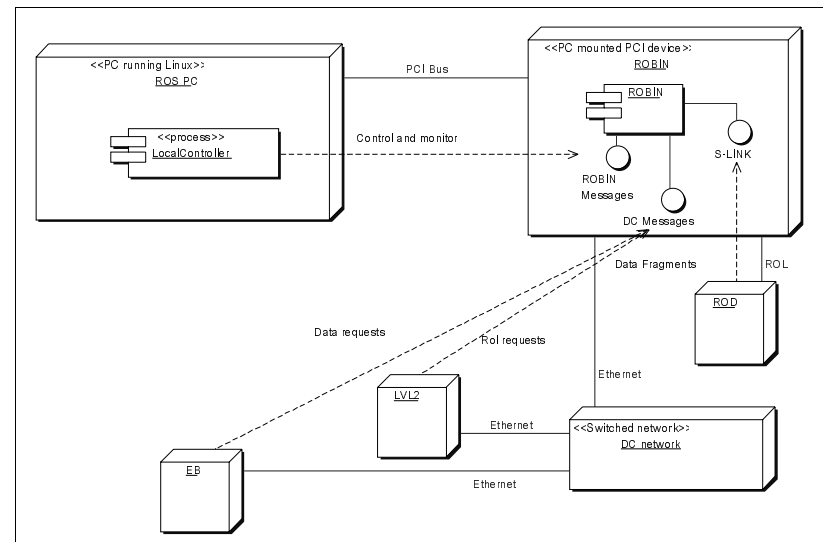 <<PC running Linux>>
ROS PC
<<process>>
LocalController
PCI Bus
Control and monitor
<<PC mounted PCI device>>
ROBIN
ROBIN
S-LINK
ROBIN
Messages
DC Messages
Data Fragments
ROL
ROD
Data requests
RoI requests
Ethernet
LVL2
Ethernet
<<Switched network>>
DC network
EB
Ethernet